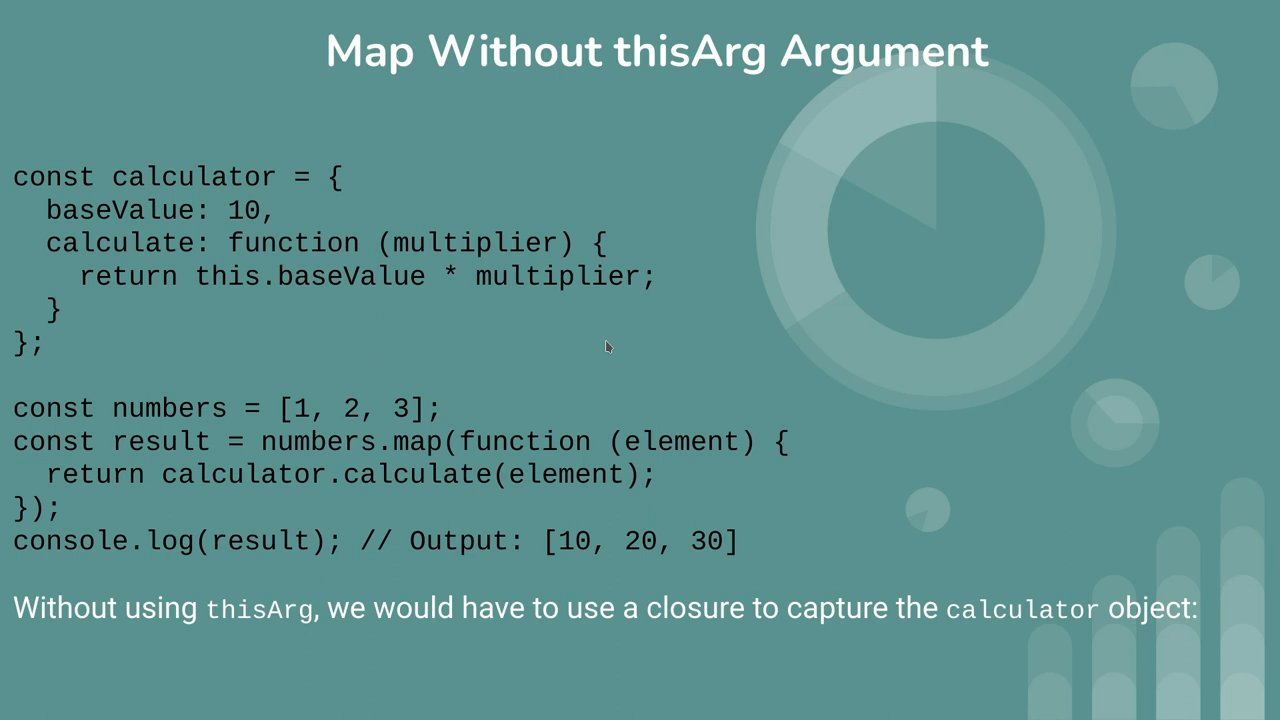 Map Without thisArg Argument
const calculator = {
  baseValue: 10,
  calculate: function (multiplier) {
    return this.baseValue * multiplier;
  }
};
const numbers = [1, 2, 3];
const result = numbers.map(function (element) {
  return calculator.calculate(element);
});
console.log(result); // Output: [10, 20, 30]
Without using thisArg, we would have to use a closure to capture the calculator object: